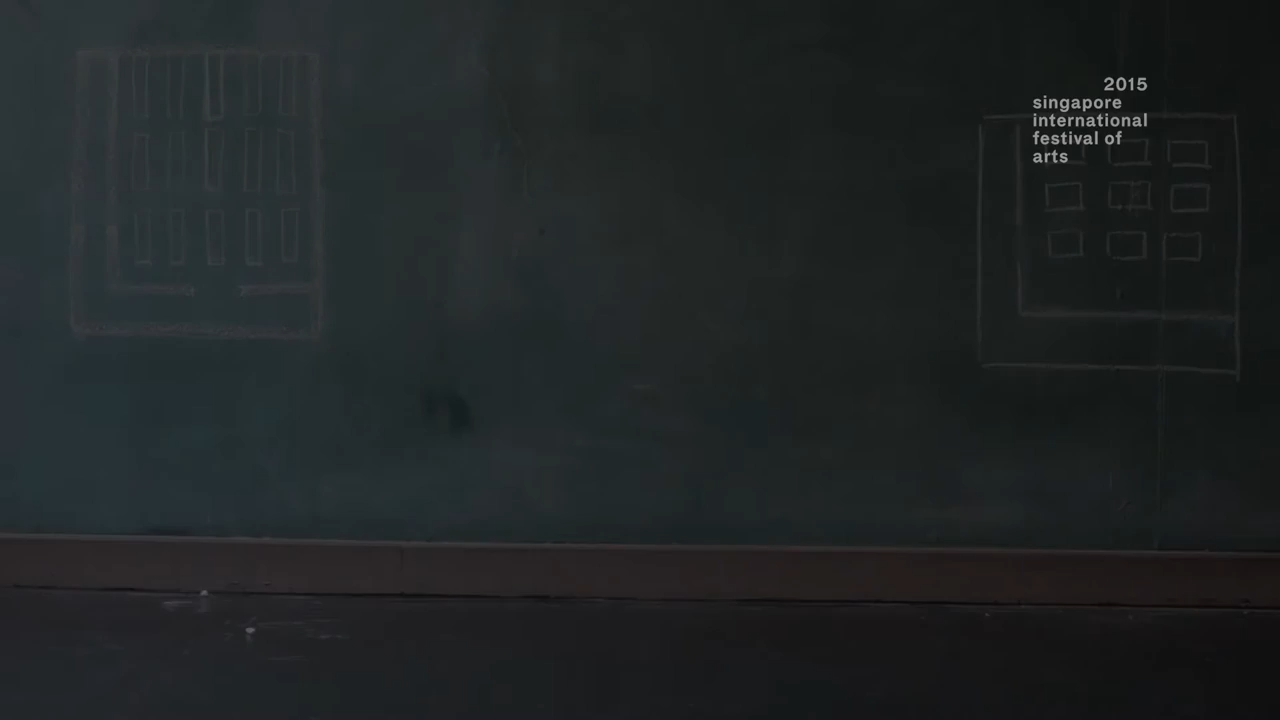 2015
singapore
international
festival of
arts